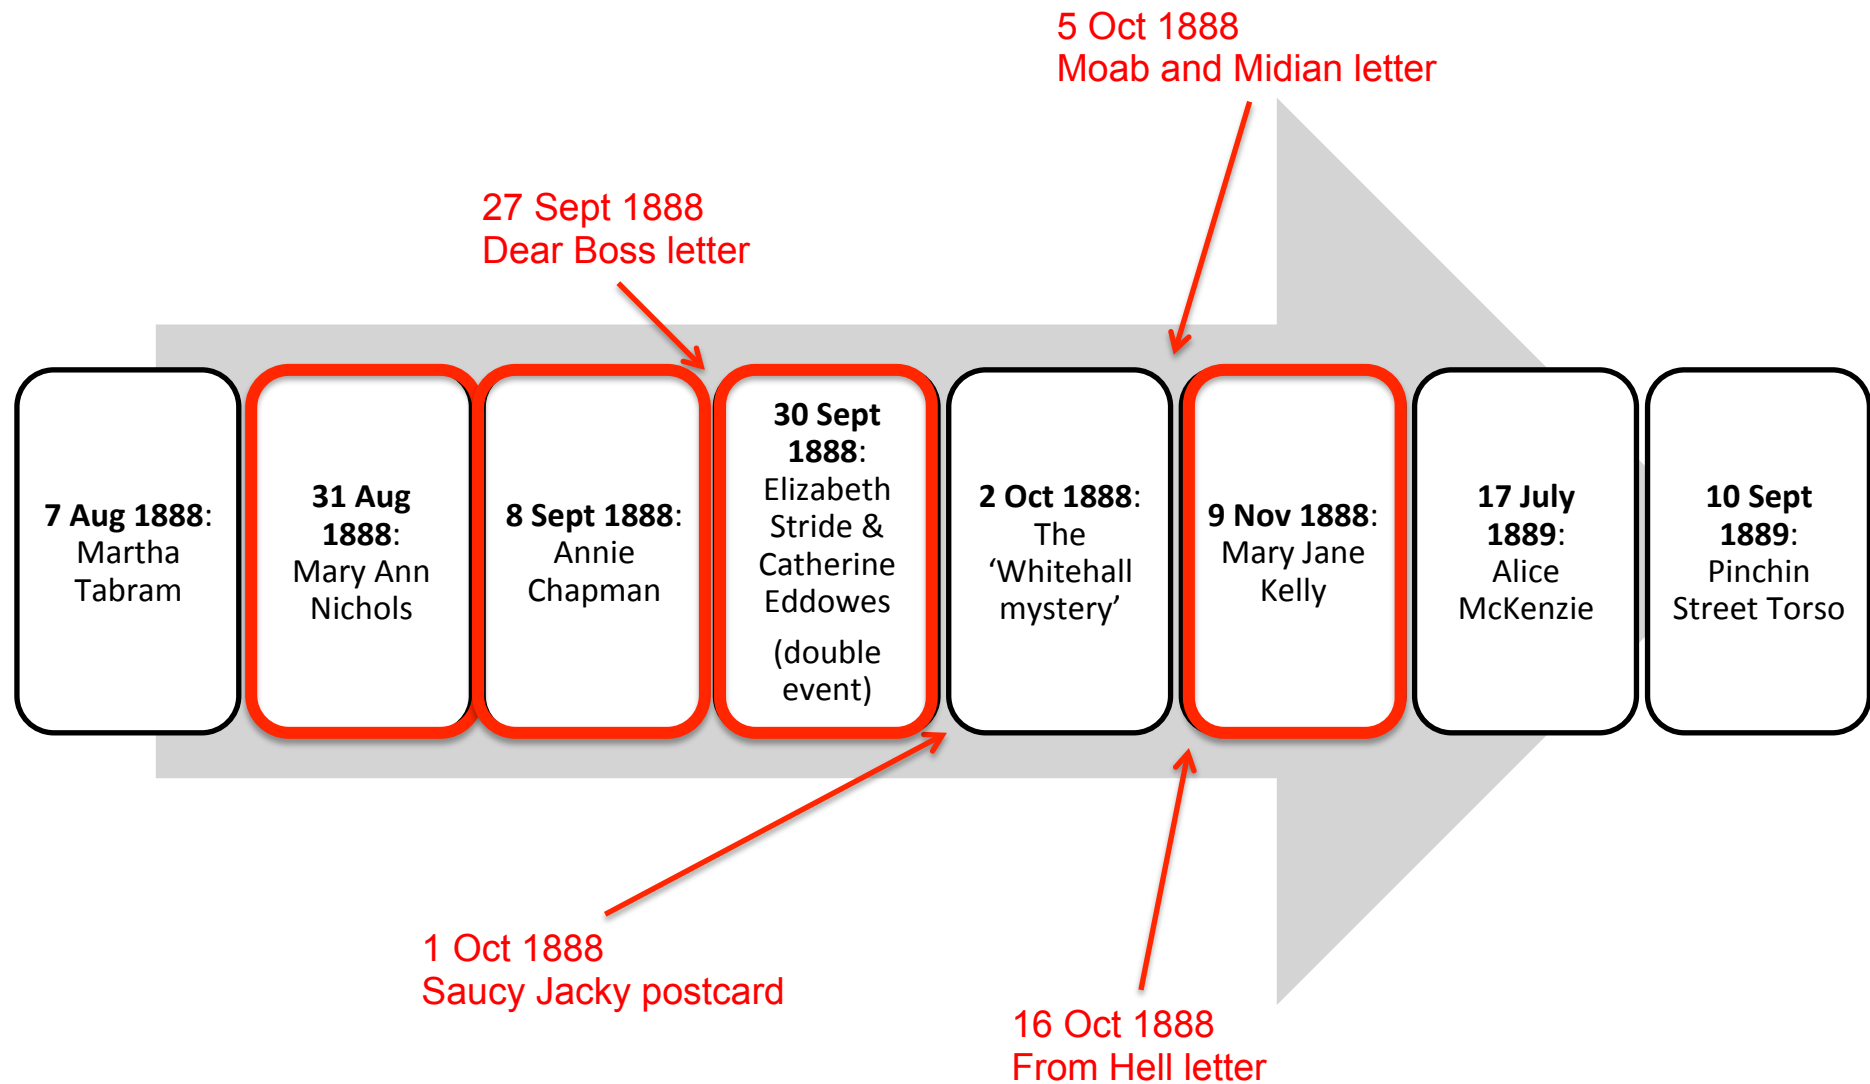 5 Oct 1888
Moab and Midian letter
27 Sept 1888
Dear Boss letter
7 Aug 1888:
Martha
Tabram
31 Aug
1888:
Mary Ann
Nichols
8 Sept 1888:
Annie
Chapman
30 Sept
1888:
Elizabeth
Stride &
Catherine
Eddowes
(double
event)
2 Oct 1888:
The
‘Whitehall
mystery’
9 Nov 1888:
Mary Jane
Kelly
17 July
1889:
Alice
McKenzie
10 Sept
1889:
Pinchin
Street Torso
1 Oct 1888
Saucy Jacky postcard
16 Oct 1888
From Hell letter